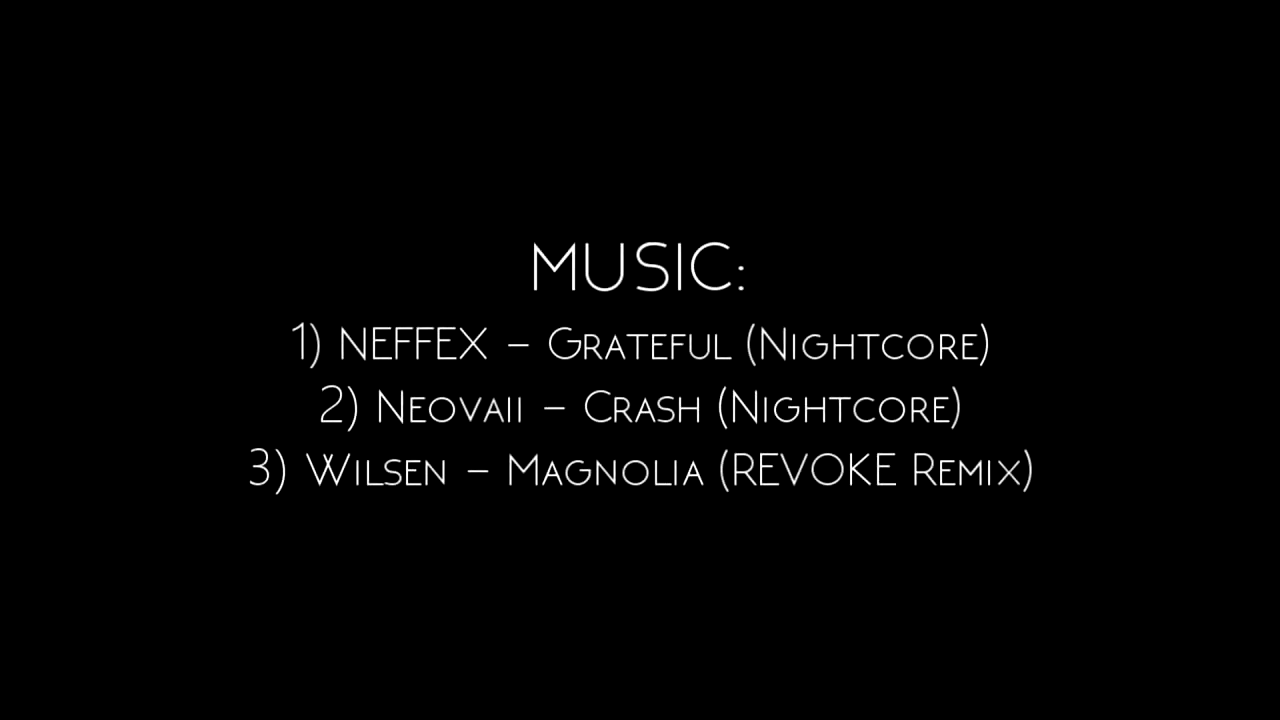 MUSIC:
1) NEFFEX – Grateful (Nightcore)
2) Neovaii – Crash (Nightcore)
3) Wilsen – Magnolia (REVOKE Remix)